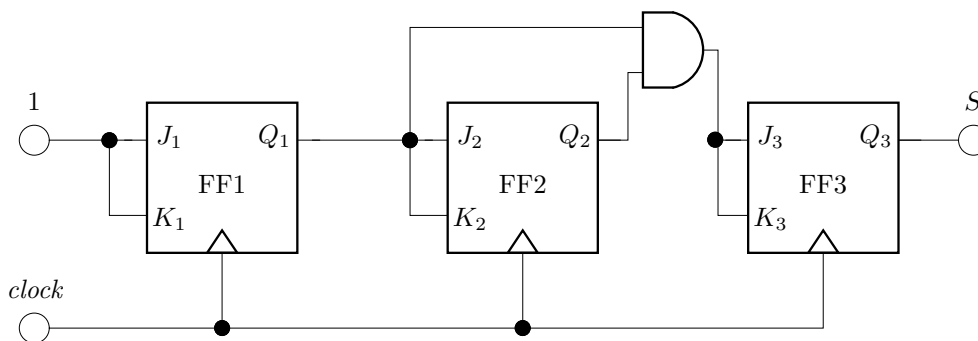 1
S
J₁
Q₁
J₂
Q₂
J₃
Q₃
FF1
FF2
FF3
K₁
K₂
K₃
clock